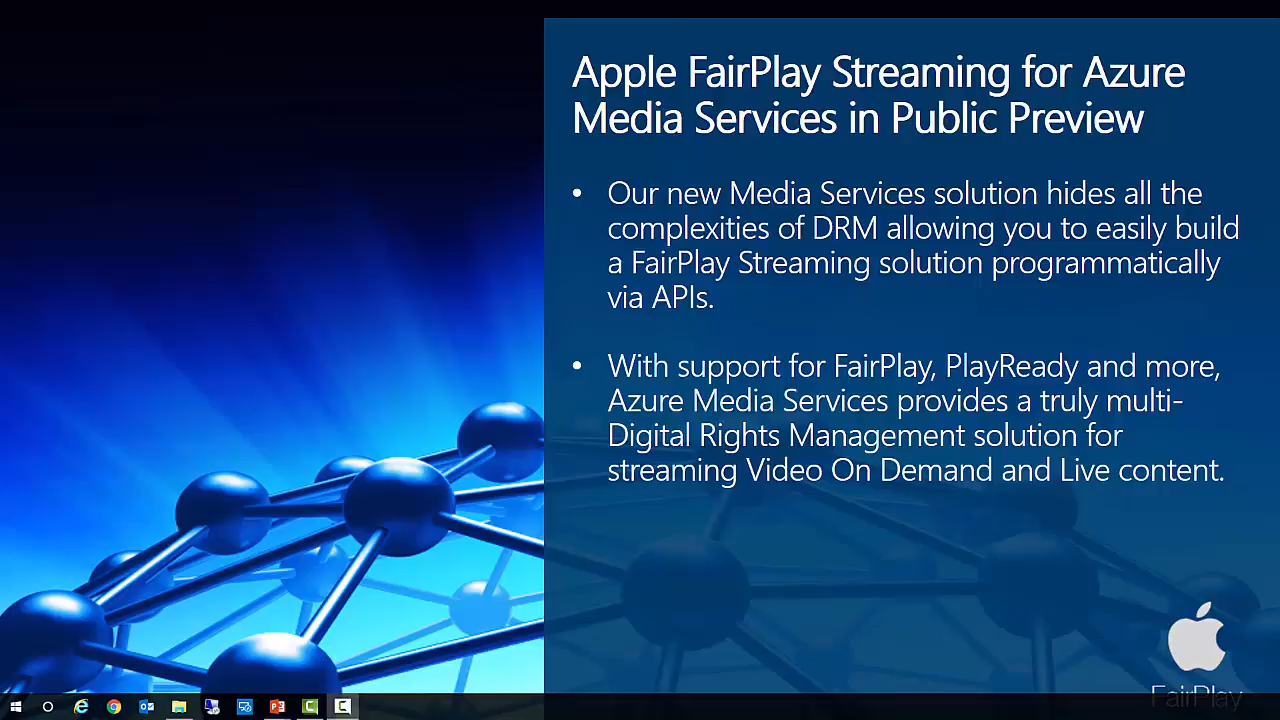 Apple FairPlay Streaming for Azure
Media Services in Public Preview
• Our new Media Services solution hides all the
complexities of DRM allowing you to easily build
a FairPlay Streaming solution programmatically
via APIs.
• With support for FairPlay, PlayReady and more,
Azure Media Services provides a truly multi-
Digital Rights Management solution for
streaming Video On Demand and Live content.
FairPlay